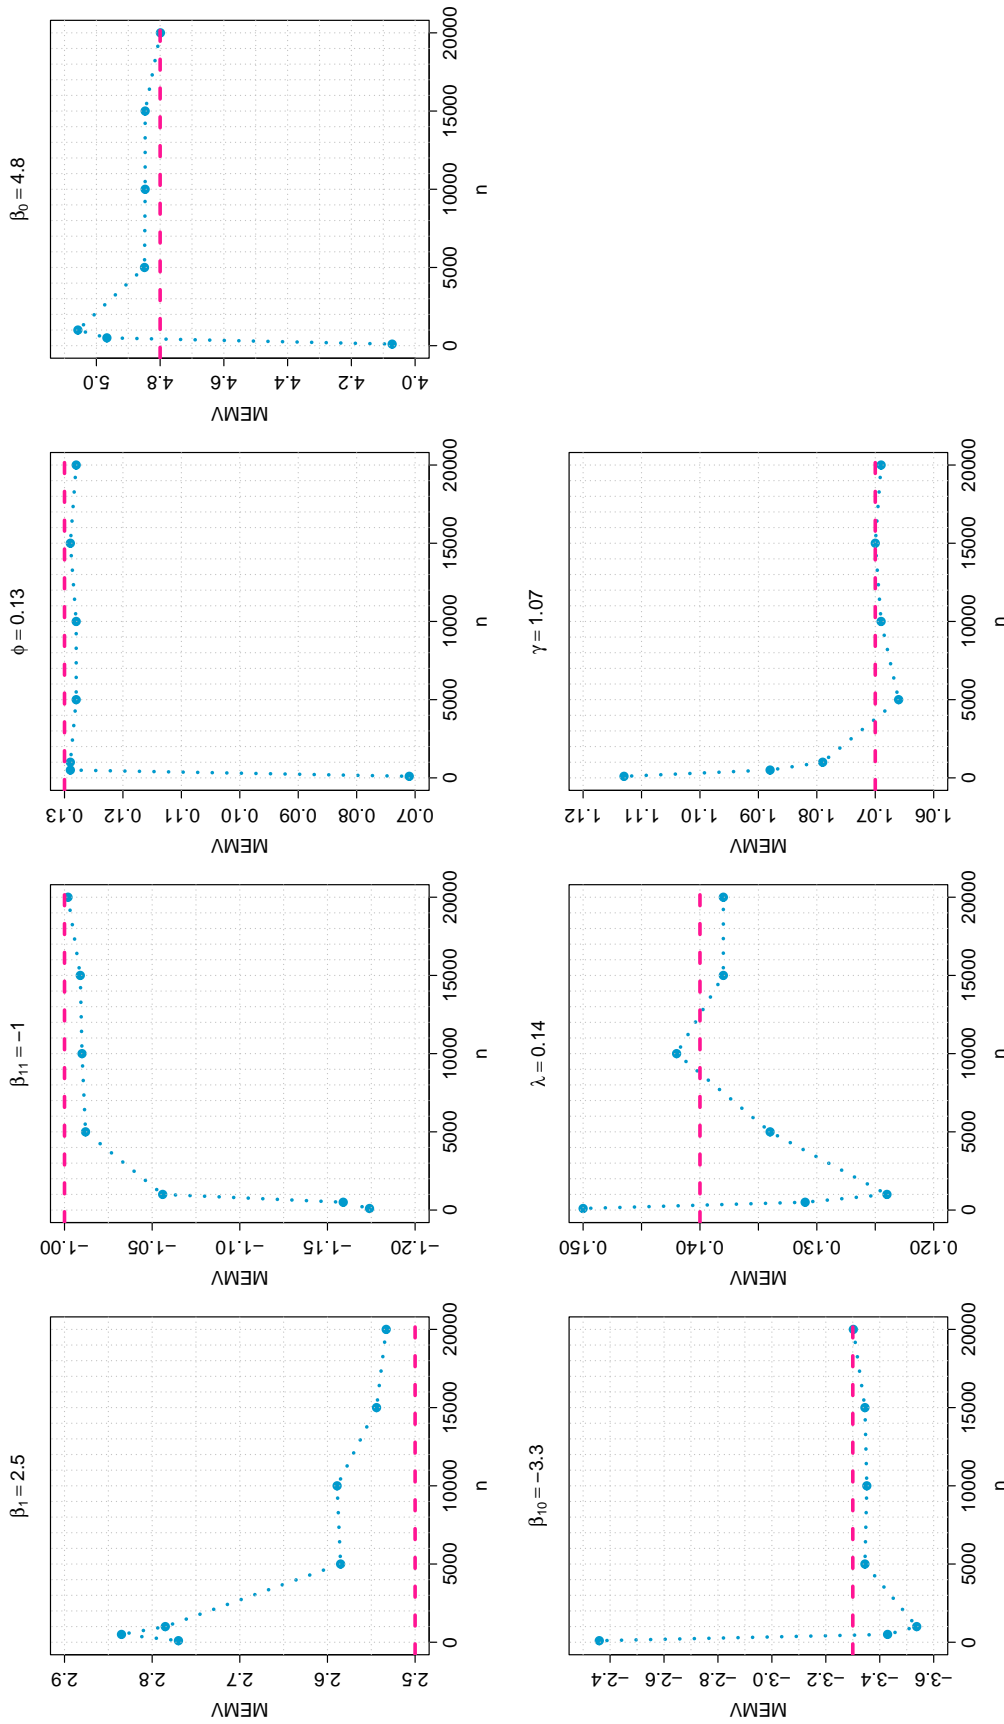 β₁ = 2.5
MEMV
2.9
2.8
2.7
2.6
2.5
0 5000 10000 15000 20000
n
β₁₁ = −1
MEMV
−1.00
−1.05
−1.10
−1.15
−1.20
0 5000 10000 15000 20000
n
ϕ = 0.13
MEMV
0.13
0.12
0.11
0.10
0.09
0.08
0.07
0 5000 10000 15000 20000
n
β₀ = 4.8
MEMV
5.0
4.8
4.6
4.4
4.2
4.0
0 5000 10000 15000 20000
n
β₁₀ = −3.3
MEMV
−2.4
−2.6
−2.8
−3.0
−3.2
−3.4
−3.6
0 5000 10000 15000 20000
n
λ = 0.14
MEMV
0.150
0.140
0.130
0.120
0 5000 10000 15000 20000
n
γ = 1.07
MEMV
1.12
1.11
1.10
1.09
1.08
1.07
1.06
0 5000 10000 15000 20000
n